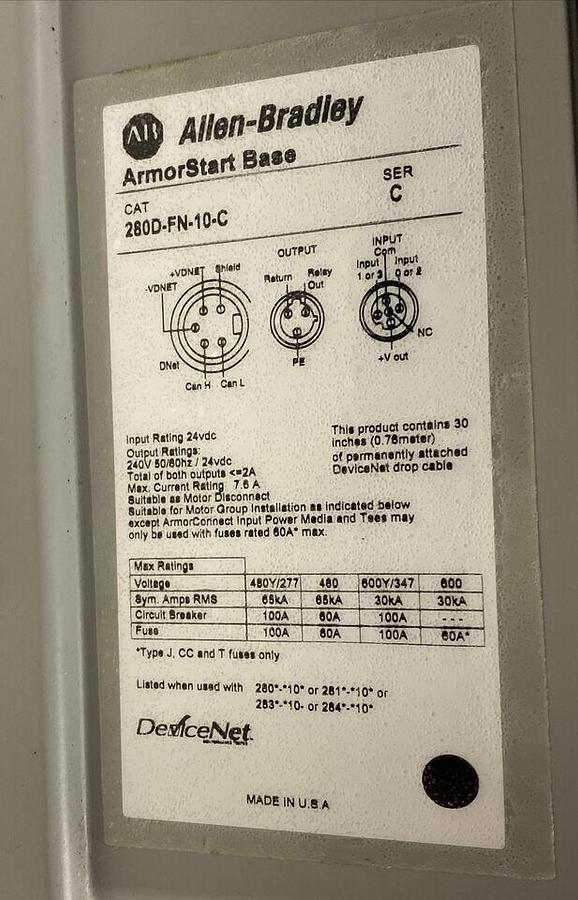 AB Allen-Bradley
ArmorStart Base
CAT
280D-FN-10-C
SER
C
+VDNET
Shield
-VDNET
DNet
Can H
Can L
OUTPUT
Return
Relay
Out
PE
INPUT
Com
Input
1 or 3
Input
0 or 2
NC
+V out
Input Rating 24vdc
Output Ratings:
240V 50/60hz / 24vdc
Total of both outputs <=2A
Max. Current Rating 7.6 A
Suitable as Motor Disconnect
Suitable for Motor Group Installation as indicated below
except ArmorConnect Input Power Media and Tees may
only be used with fuses rated 60A* max.
This product contains 30
inches (0.76meter)
of permanently attached
DeviceNet drop cable
Max Ratings
Voltage 480Y/277 480 600Y/347 600
Sym. Amps RMS 65kA 65kA 30kA 30kA
Circuit Breaker 100A 60A 100A ---
Fuse 100A 60A 100A 60A*
*Type J, CC and T fuses only
Listed when used with 280*-*10* or 281*-*10* or
283*-*10- or 284*-*10*
DeviceNet
MADE IN U.S.A